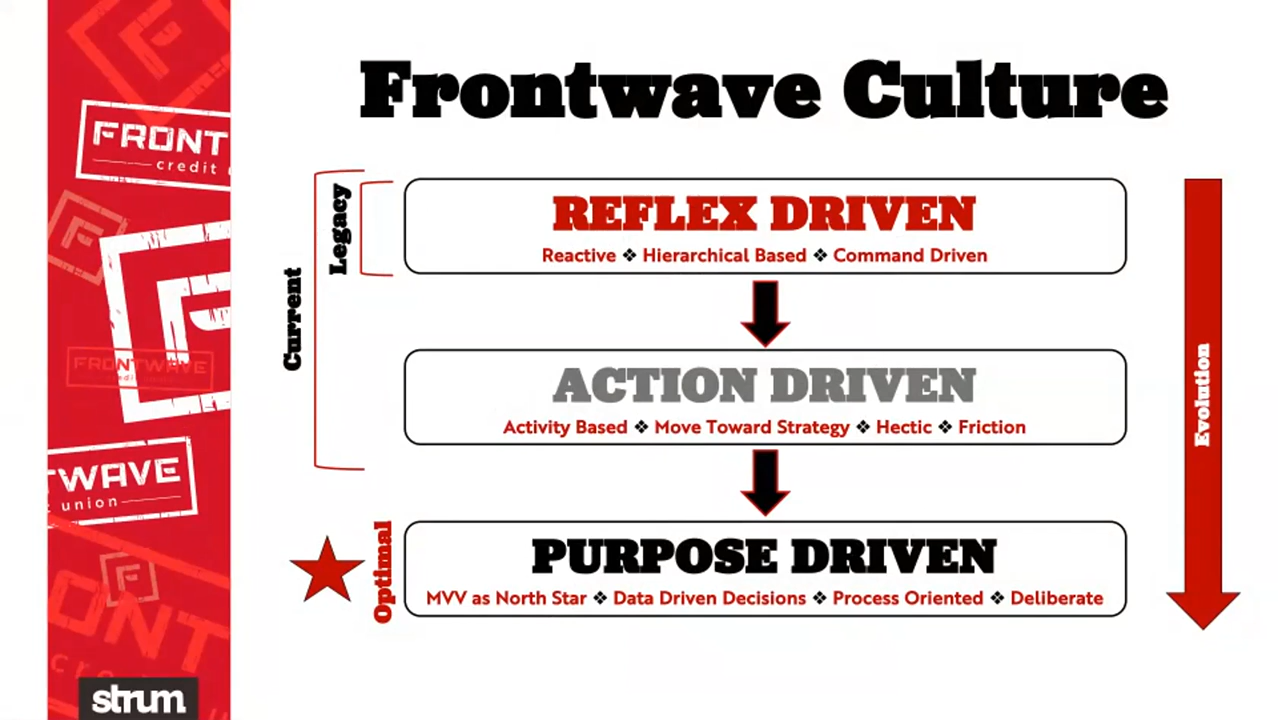 Frontwave Culture
Legacy
Current
REFLEX DRIVEN
Reactive ❖ Hierarchical Based ❖ Command Driven
ACTION DRIVEN
Activity Based ❖ Move Toward Strategy ❖ Hectic ❖ Friction
Evolution
Optimal
PURPOSE DRIVEN
MVV as North Star ❖ Data Driven Decisions ❖ Process Oriented ❖ Deliberate
FRONT
credit
FRONTWAVE
TWAVE
union
ONT
strum